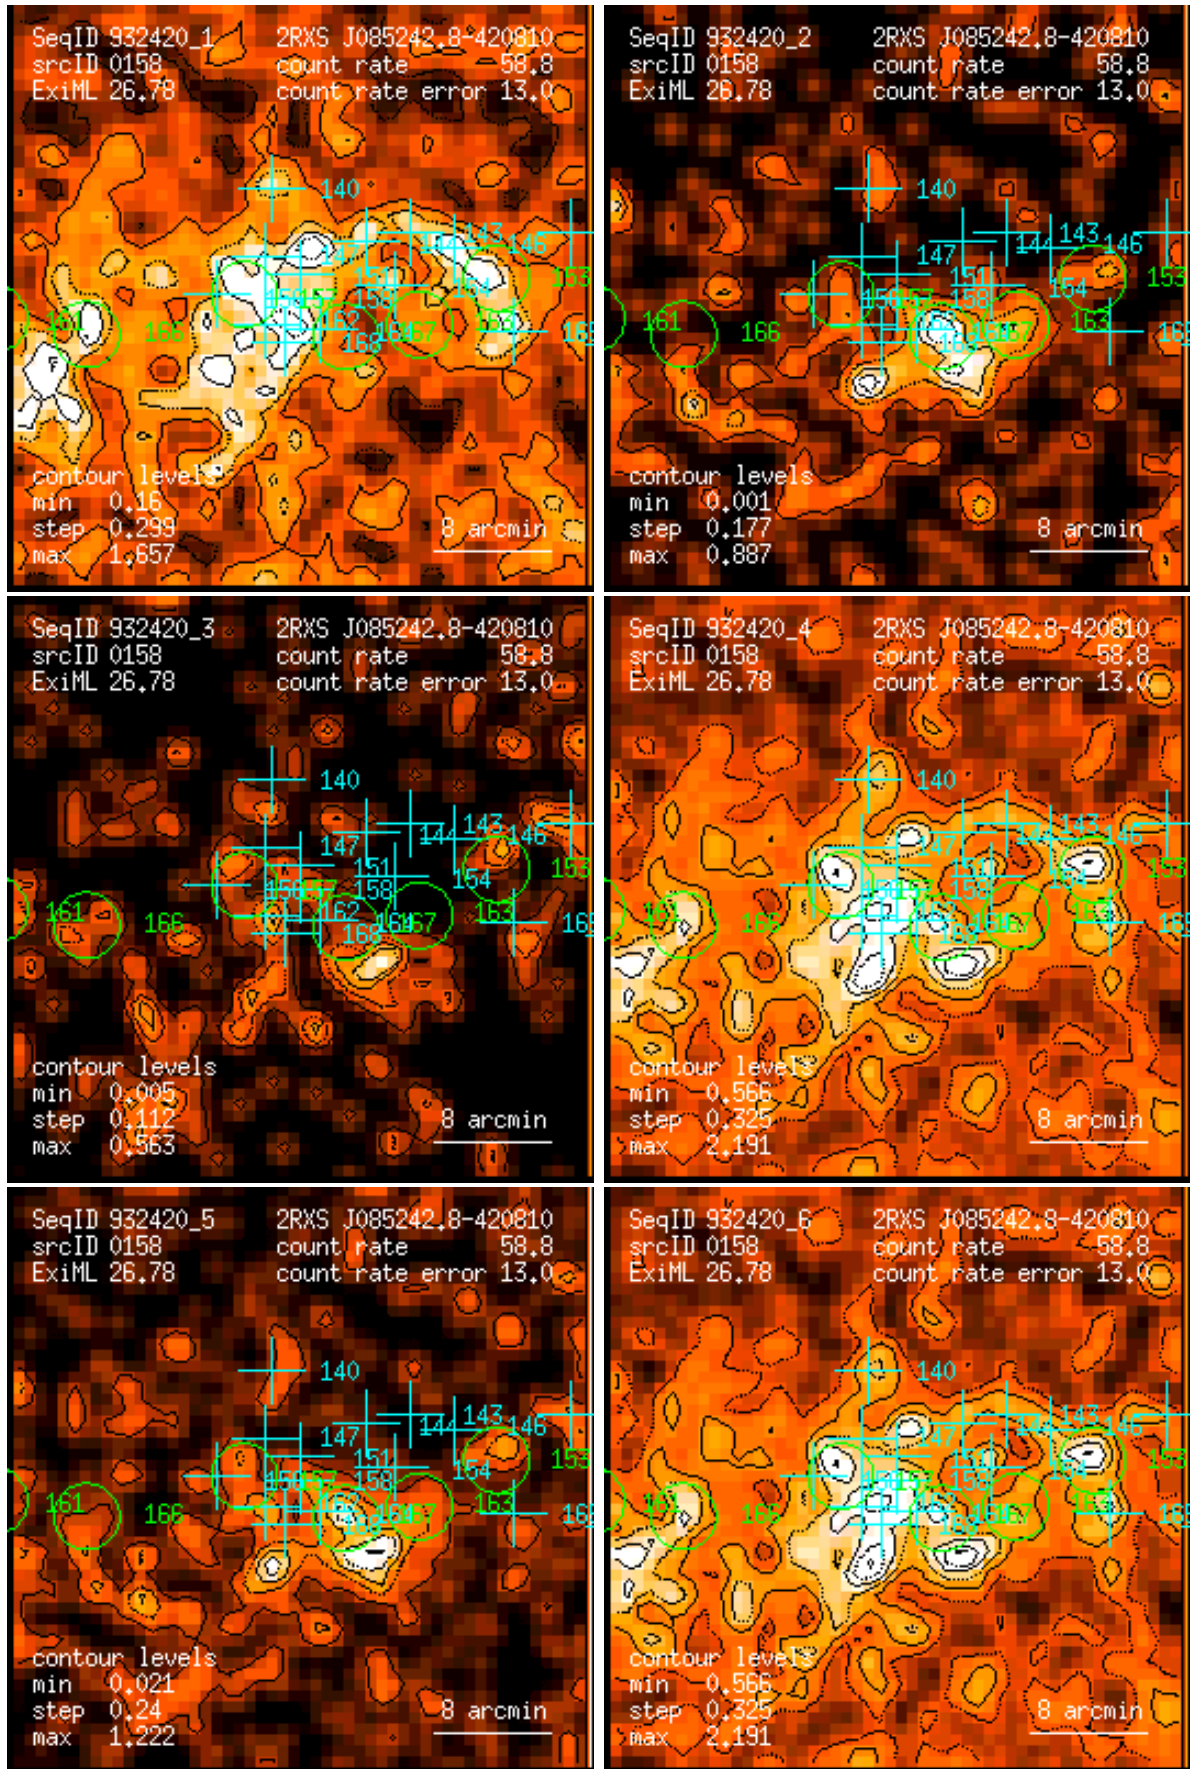 SeqID 932420_1 2RXS J085242.8-420810
srcID 0158 count rate 58.8
ExiML 26.78 count rate error 13.0
140
143
144 146
147
151 153
154
158
161 162 163
166 167
168
contour levels
min 0.16
step 0.299
max 1.657
8 arcmin
SeqID 932420_2 2RXS J085242.8-420810
srcID 0158 count rate 58.8
ExiML 26.78 count rate error 13.0
140
143
144 146
147
151 153
154
158
161 163
166
contour levels
min 0.001
step 0.177
max 0.887
8 arcmin
SeqID 932420_3 2RXS J085242.8-420810
srcID 0158 count rate 58.8
ExiML 26.78 count rate error 13.0
140
143
144 146
147
151 153
154
158
161 162 163
166
168
contour levels
min 0.005
step 0.112
max 0.563
8 arcmin
SeqID 932420_4 2RXS J085242.8-420810
srcID 0158 count rate 58.8
ExiML 26.78 count rate error 13.0
140
143
144 146
147
153
154
158
161 163
166
contour levels
min 0.566
step 0.325
max 2.191
8 arcmin
SeqID 932420_5 2RXS J085242.8-420810
srcID 0158 count rate 58.8
ExiML 26.78 count rate error 13.0
140
143
144 146
147
151 153
154
158
161 163
166
contour levels
min 0.021
step 0.24
max 1.222
8 arcmin
SeqID 932420_6 2RXS J085242.8-420810
srcID 0158 count rate 58.8
ExiML 26.78 count rate error 13.0
140
143
144 146
147
153
154
158
161 163
166
contour levels
min 0.566
step 0.325
max 2.191
8 arcmin